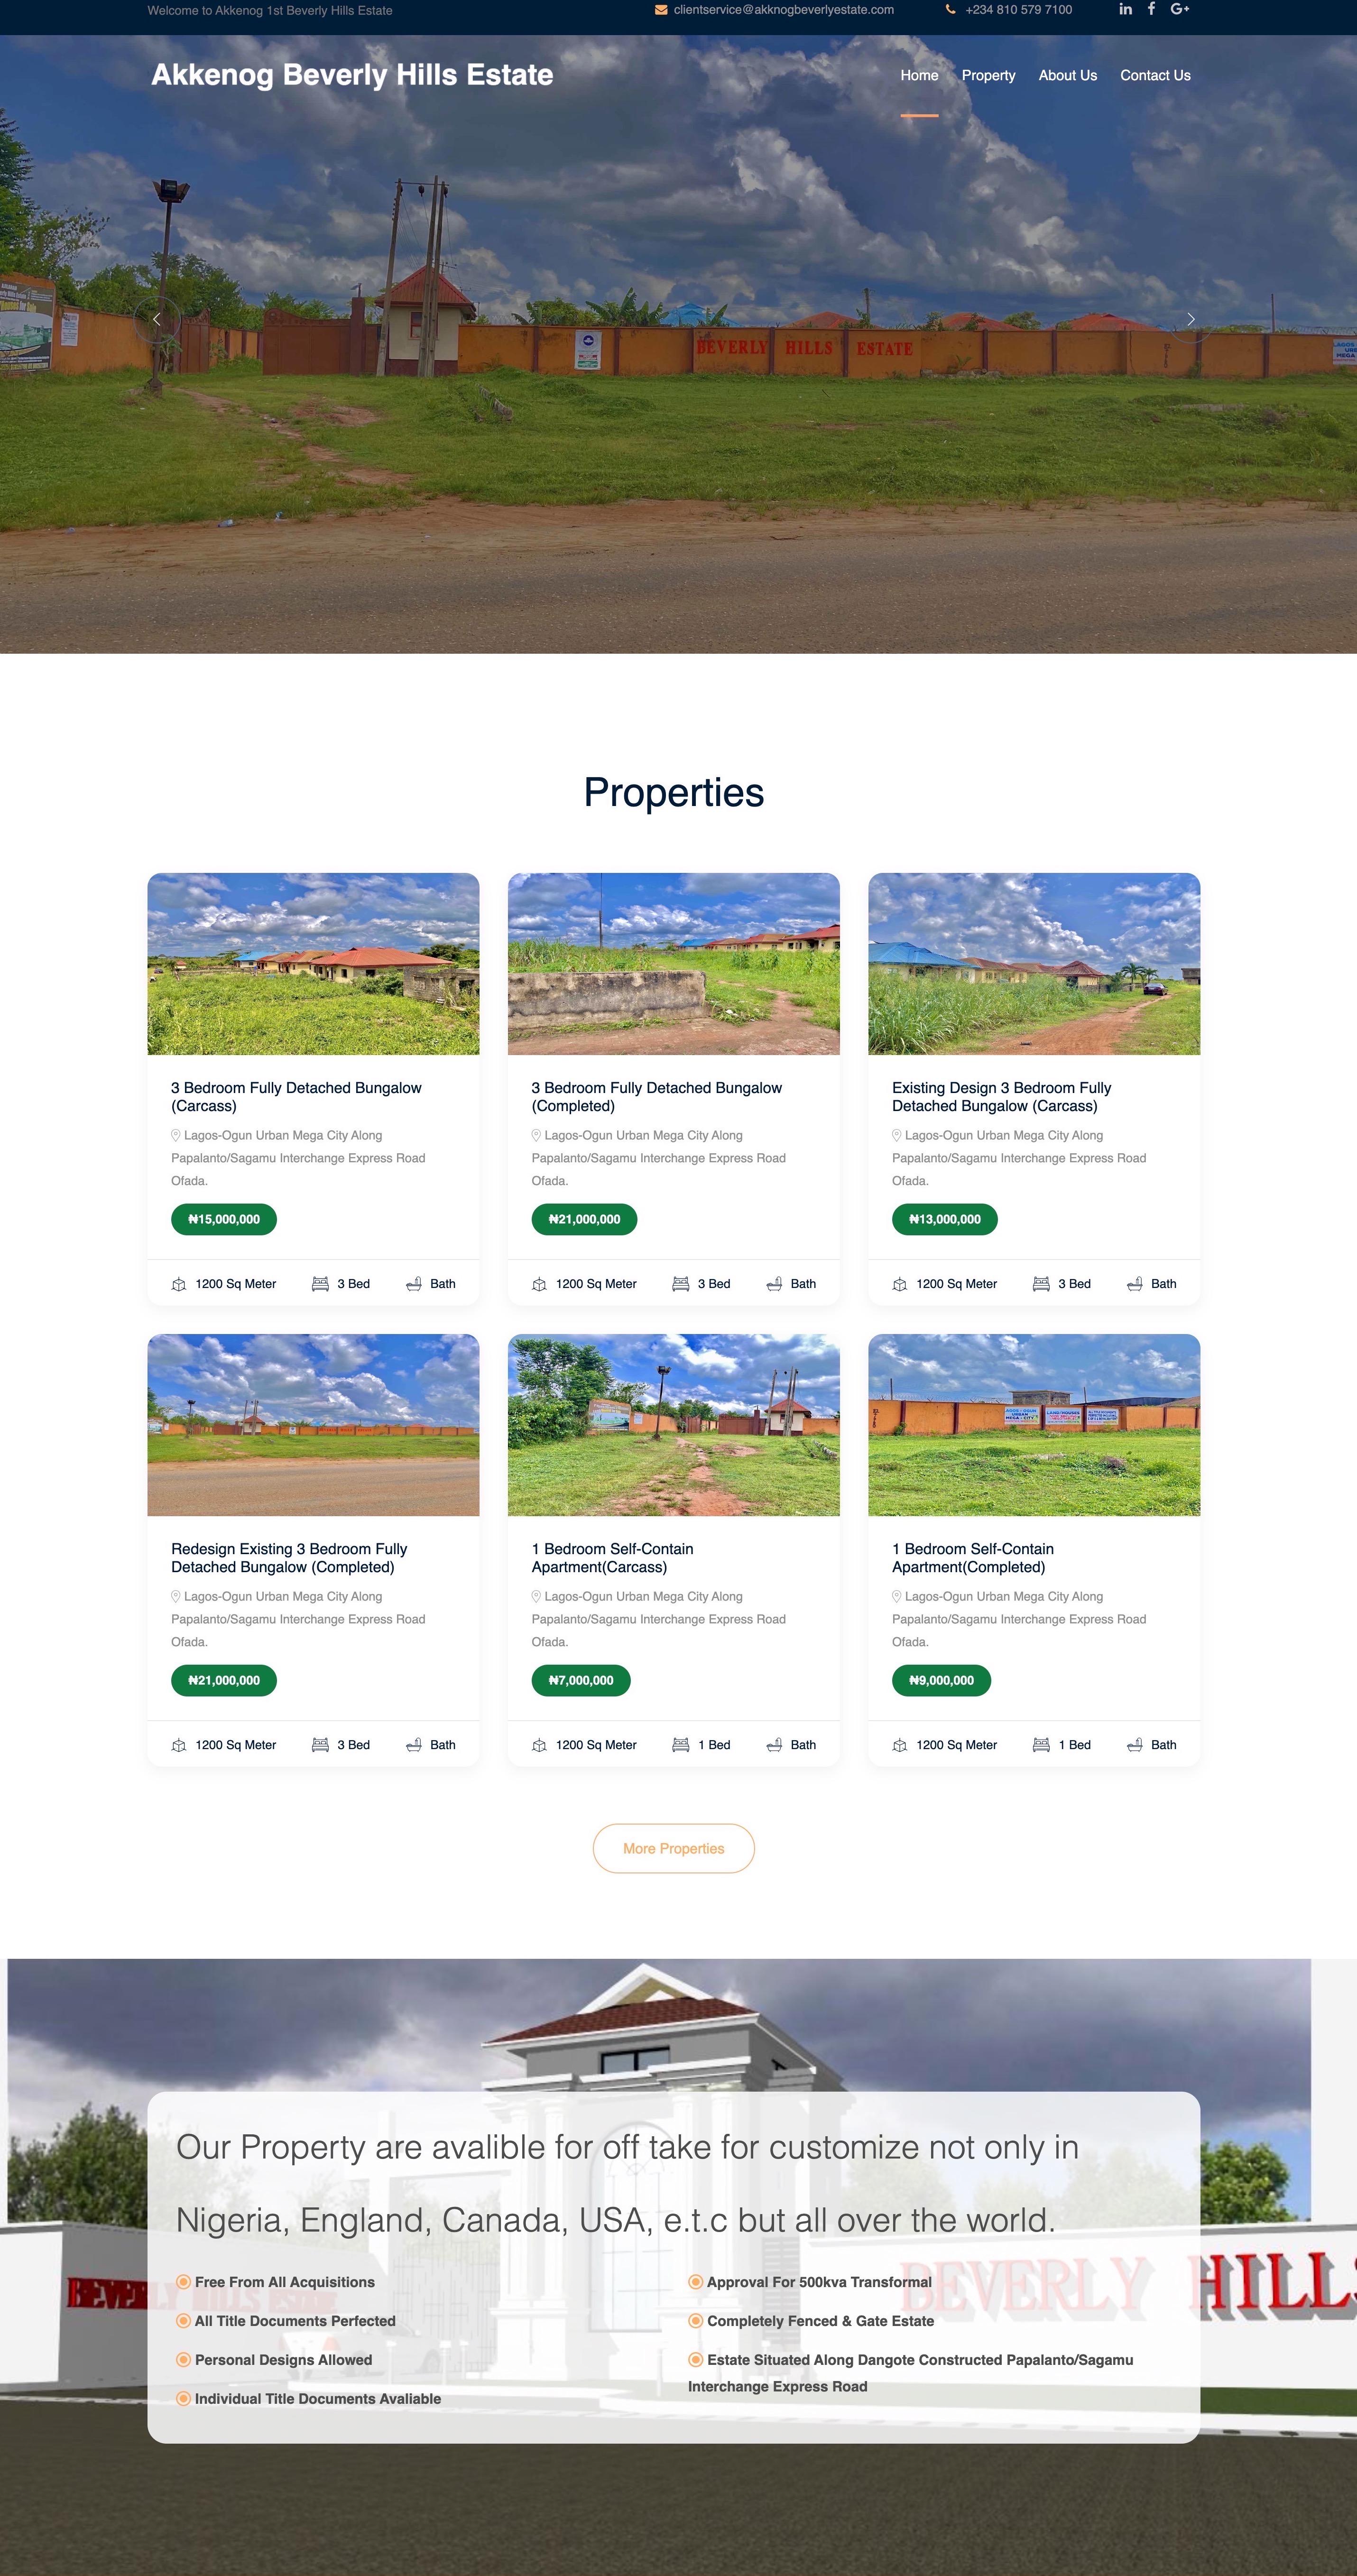 Welcome to Akkenog 1st Beverly Hills Estate
clientservice@akknogbeverlyestate.com
+234 810 579 7100
Akkenog Beverly Hills Estate
Home
Property
About Us
Contact Us
BEVERLY HILLS ESTATE
Properties
3 Bedroom Fully Detached Bungalow
(Carcass)
Lagos-Ogun Urban Mega City Along
Papalanto/Sagamu Interchange Express Road
Ofada.
₦15,000,000
1200 Sq Meter
3 Bed
Bath
3 Bedroom Fully Detached Bungalow
(Completed)
Lagos-Ogun Urban Mega City Along
Papalanto/Sagamu Interchange Express Road
Ofada.
₦21,000,000
1200 Sq Meter
3 Bed
Bath
Existing Design 3 Bedroom Fully
Detached Bungalow (Carcass)
Lagos-Ogun Urban Mega City Along
Papalanto/Sagamu Interchange Express Road
Ofada.
₦13,000,000
1200 Sq Meter
3 Bed
Bath
Redesign Existing 3 Bedroom Fully
Detached Bungalow (Completed)
Lagos-Ogun Urban Mega City Along
Papalanto/Sagamu Interchange Express Road
Ofada.
₦21,000,000
1200 Sq Meter
3 Bed
Bath
1 Bedroom Self-Contain
Apartment(Carcass)
Lagos-Ogun Urban Mega City Along
Papalanto/Sagamu Interchange Express Road
Ofada.
₦7,000,000
1200 Sq Meter
1 Bed
Bath
1 Bedroom Self-Contain
Apartment(Completed)
Lagos-Ogun Urban Mega City Along
Papalanto/Sagamu Interchange Express Road
Ofada.
₦9,000,000
1200 Sq Meter
1 Bed
Bath
More Properties
Our Property are avalible for off take for customize not only in
Nigeria, England, Canada, USA, e.t.c but all over the world.
Free From All Acquisitions
All Title Documents Perfected
Personal Designs Allowed
Individual Title Documents Avaliable
Approval For 500kva Transformal
Completely Fenced & Gate Estate
Estate Situated Along Dangote Constructed Papalanto/Sagamu
Interchange Express Road
BEVERLY HILLS ESTATE
BEVERLY HILLS